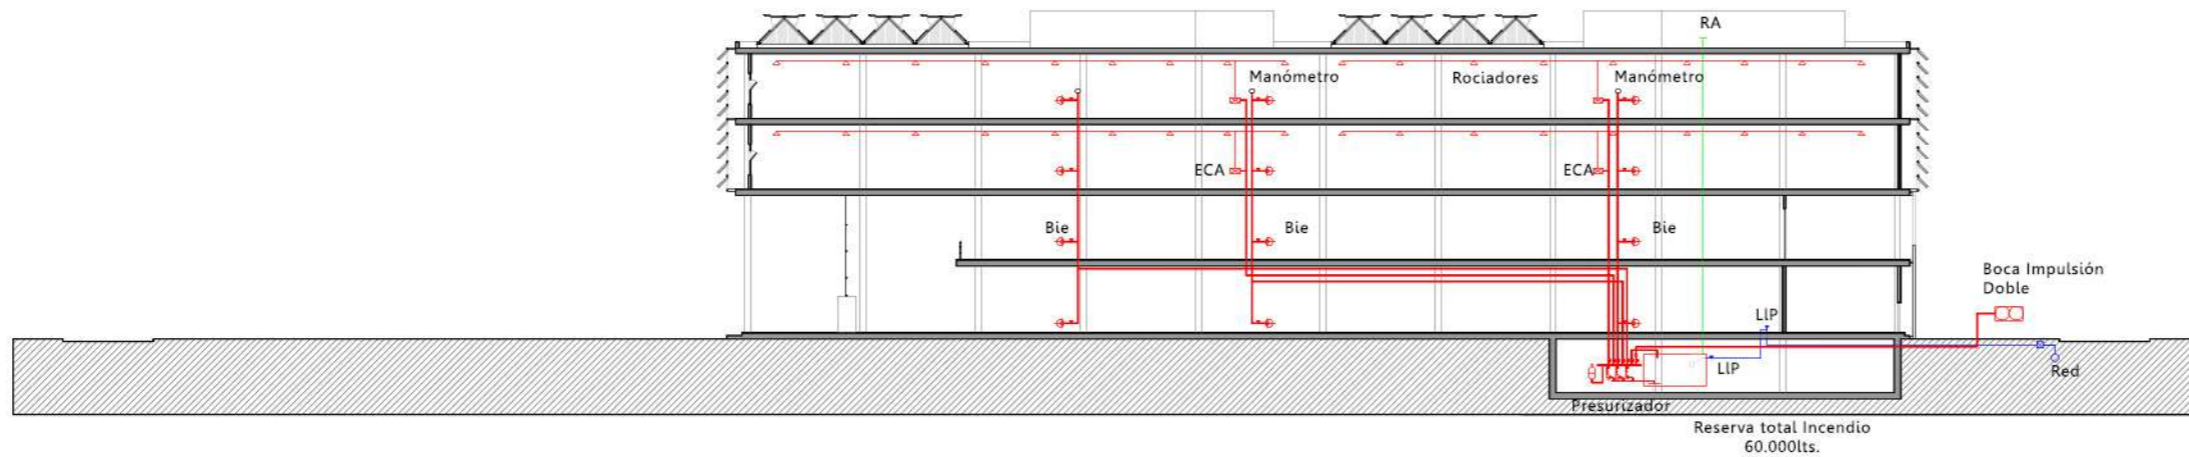 RA
Manómetro
Rociadores
Manómetro
ECA
ECA
Bie
Bie
Bie
Boca Impulsión
Doble
LlP
LlP
Red
Presurizador
Reserva total Incendio
60.000lts.